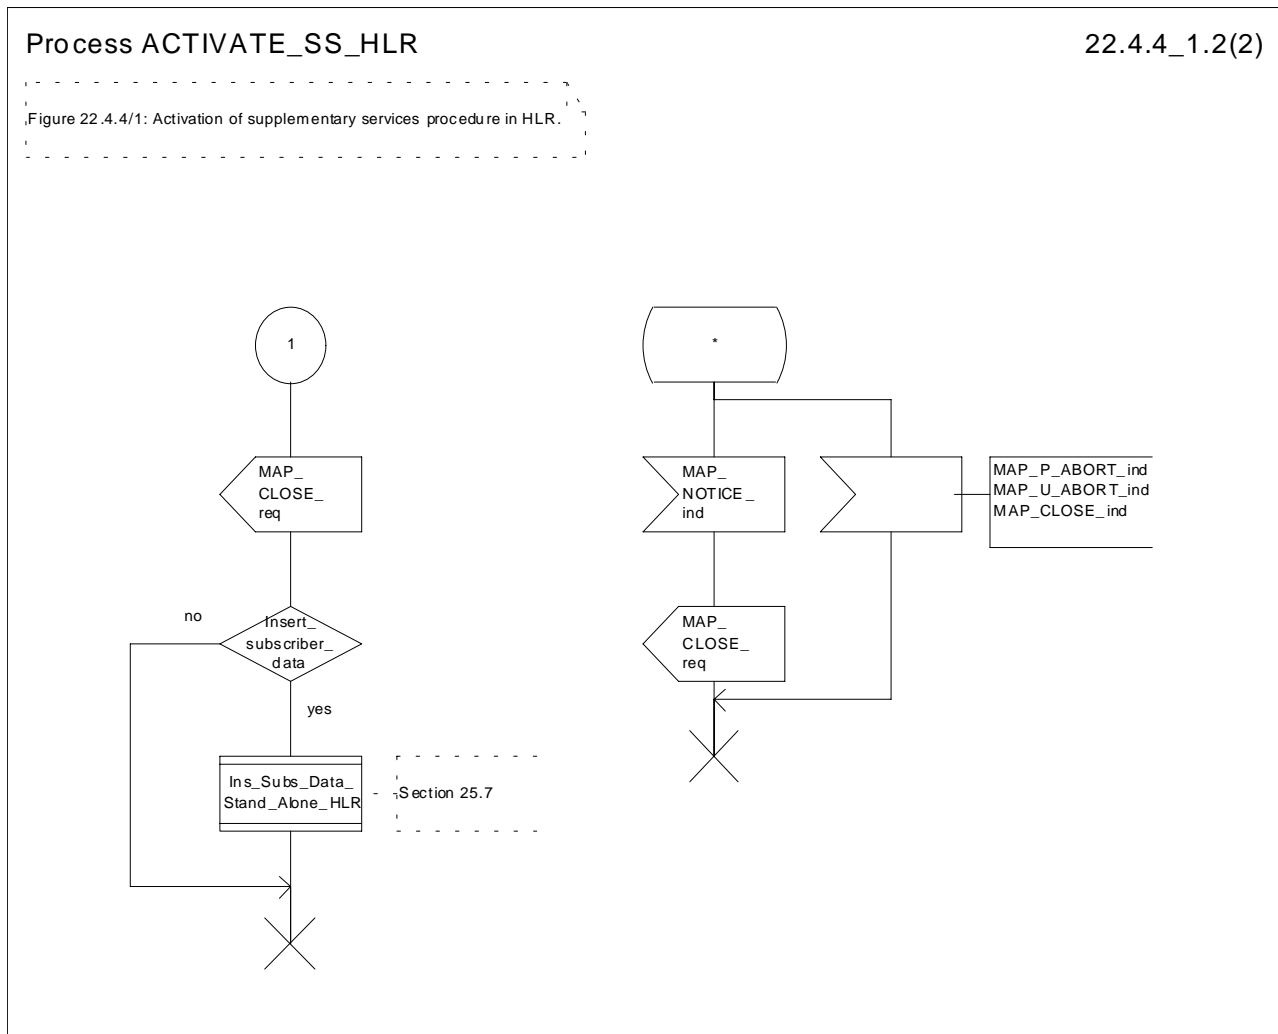 Process ACTIVATE_SS_HLR
22.4.4_1.2(2)
Figure 22.4.4/1: Activation of supplementary services procedure in HLR.
1
*
MAP_
CLOSE_
req
MAP_
NOTICE_
ind
MAP_P_ABORT_ind
MAP_U_ABORT_ind
MAP_CLOSE_ind
no
Insert_
subscriber_
data
MAP_
CLOSE_
req
yes
Ins_Subs_Data_
Stand_Alone_HLR
Section 25.7